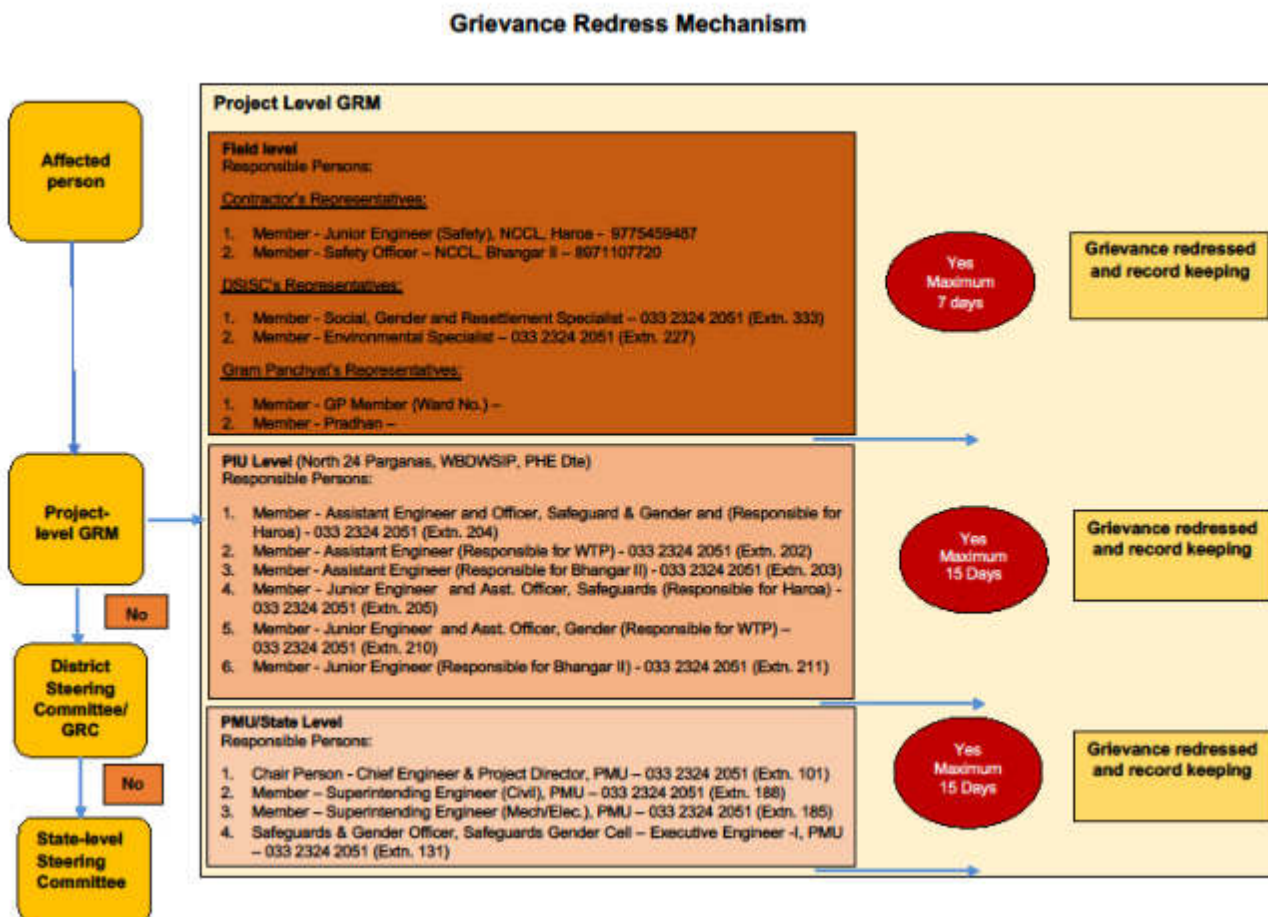 Grievance Redress Mechanism
Affected
person
Project-
level GRM
No
District
Steering
Committee/
GRC
No
State-level
Steering
Committee
Project Level GRM
Field level
Responsible Persons:
Contractor's Representatives:
1. Member - Junior Engineer (Safety), NCCL, Haroa - 9775459487
2. Member - Safety Officer – NCCL, Bhangar II – 8971107720
DSISC's Representatives:
1. Member - Social, Gender and Resettlement Specialist – 033 2324 2051 (Extn. 333)
2. Member - Environmental Specialist – 033 2324 2051 (Extn. 227)
Gram Panchyat's Representatives:
1. Member - GP Member (Ward No.) –
2. Member - Pradhan –
Yes
Maximum
7 days
Grievance redressed
and record keeping
PIU Level (North 24 Parganas, WBDWSIP, PHE Dte)
Responsible Persons:
1. Member - Assistant Engineer and Officer, Safeguard & Gender and (Responsible for
Haroa) - 033 2324 2051 (Extn. 204)
2. Member - Assistant Engineer (Responsible for WTP) - 033 2324 2051 (Extn. 202)
3. Member - Assistant Engineer (Responsible for Bhangar II) - 033 2324 2051 (Extn. 203)
4. Member - Junior Engineer and Asst. Officer, Safeguards (Responsible for Haroa) -
033 2324 2051 (Extn. 205)
5. Member - Junior Engineer and Asst. Officer, Gender (Responsible for WTP) –
033 2324 2051 (Extn. 210)
6. Member - Junior Engineer (Responsible for Bhangar II) - 033 2324 2051 (Extn. 211)
Yes
Maximum
15 Days
Grievance redressed
and record keeping
PMU/State Level
Responsible Persons:
1. Chair Person - Chief Engineer & Project Director, PMU – 033 2324 2051 (Extn. 101)
2. Member – Superintending Engineer (Civil), PMU – 033 2324 2051 (Extn. 188)
3. Member – Superintending Engineer (Mech/Elec.), PMU – 033 2324 2051 (Extn. 185)
4. Safeguards & Gender Officer, Safeguards Gender Cell – Executive Engineer -I, PMU
– 033 2324 2051 (Extn. 131)
Yes
Maximum
15 Days
Grievance redressed
and record keeping